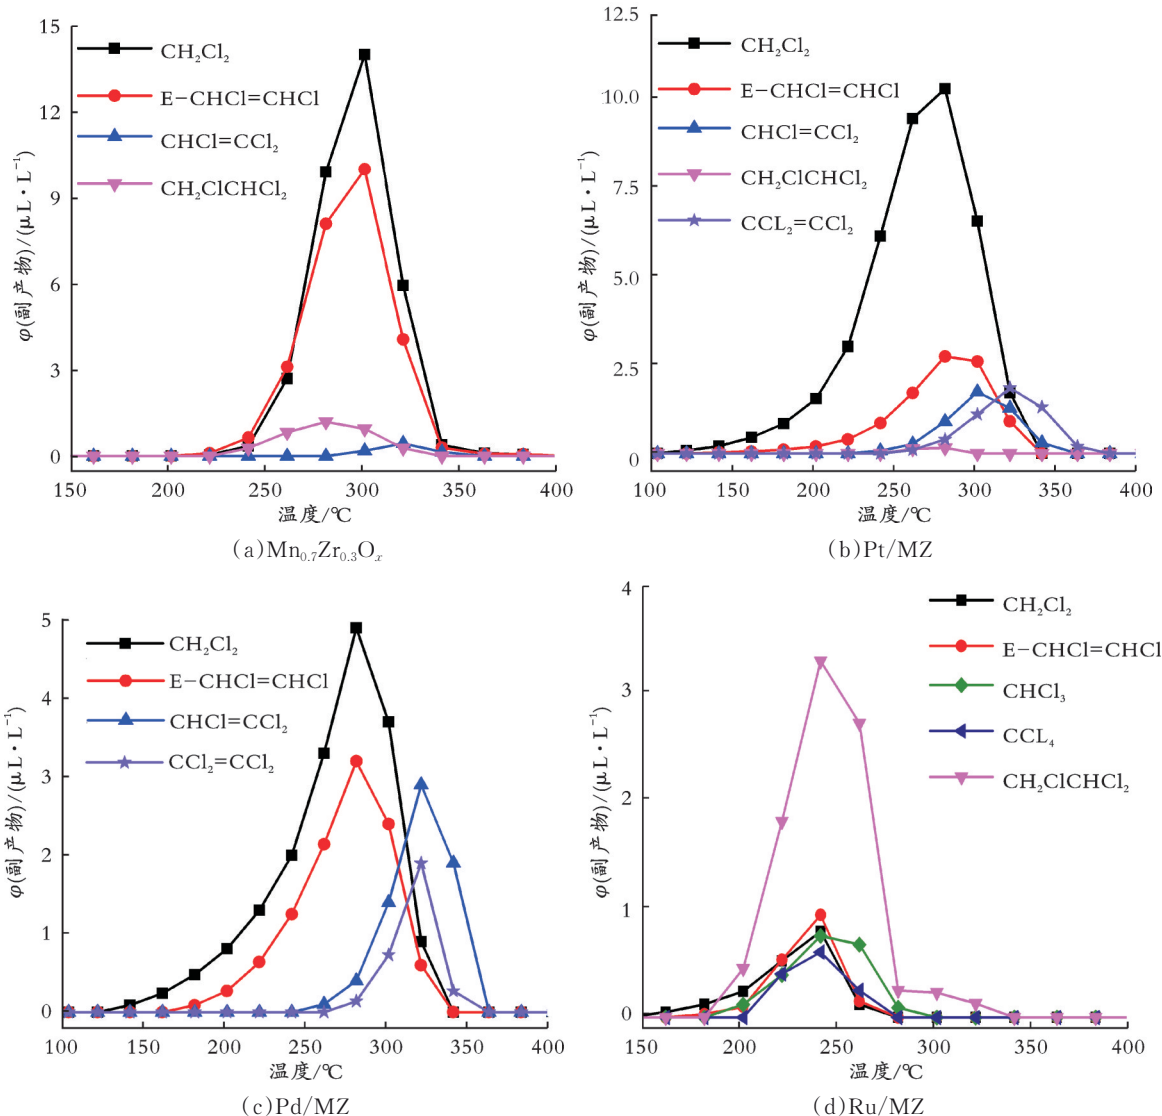 φ(副产物)/(μL·L⁻¹)
15
12
9
6
3
0
CH₂Cl₂
E-CHCl=CHCl
CHCl=CCl₂
CH₂ClCHCl₂
150 200 250 300 350 400
温度/℃
(a)Mn₀.₇Zr₀.₃Oₓ
φ(副产物)/(μL·L⁻¹)
12.5
10.0
7.5
5.0
2.5
0
CH₂Cl₂
E-CHCl=CHCl
CHCl=CCl₂
CH₂ClCHCl₂
CCL₂=CCl₂
100 150 200 250 300 350 400
温度/℃
(b)Pt/MZ
φ(副产物)/(μL·L⁻¹)
5
4
3
2
1
0
CH₂Cl₂
E-CHCl=CHCl
CHCl=CCl₂
CCl₂=CCl₂
100 150 200 250 300 350 400
温度/℃
(c)Pd/MZ
φ(副产物)/(μL·L⁻¹)
4
3
2
1
0
CH₂Cl₂
E-CHCl=CHCl
CHCl₃
CCL₄
CH₂ClCHCl₂
150 200 250 300 350 400
温度/℃
(d)Ru/MZ